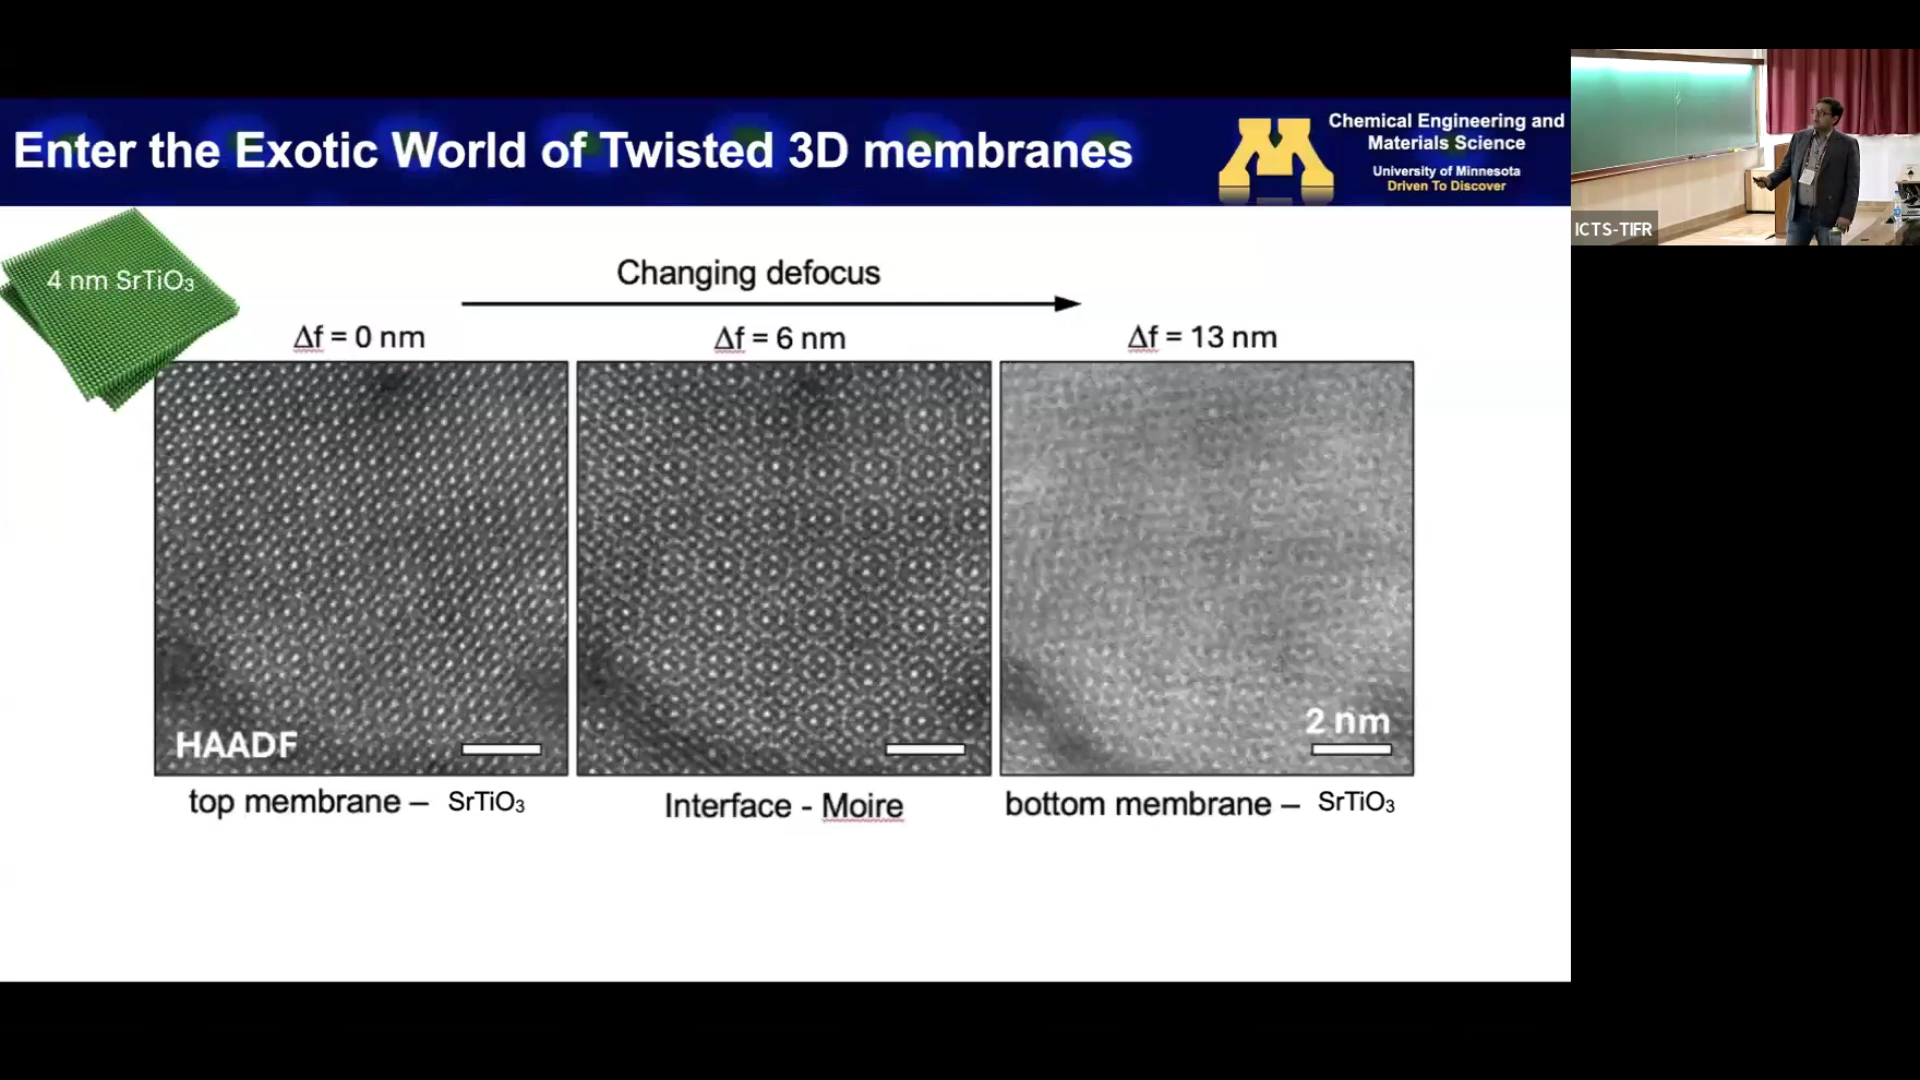 Enter the Exotic World of Twisted 3D membranes
Chemical Engineering and
Materials Science
University of Minnesota
Driven To Discover
ICTS-TIFR
4 nm SrTiO₃
Changing defocus
Δf = 0 nm
Δf = 6 nm
Δf = 13 nm
HAADF
2 nm
top membrane – SrTiO₃
Interface - Moire
bottom membrane – SrTiO₃